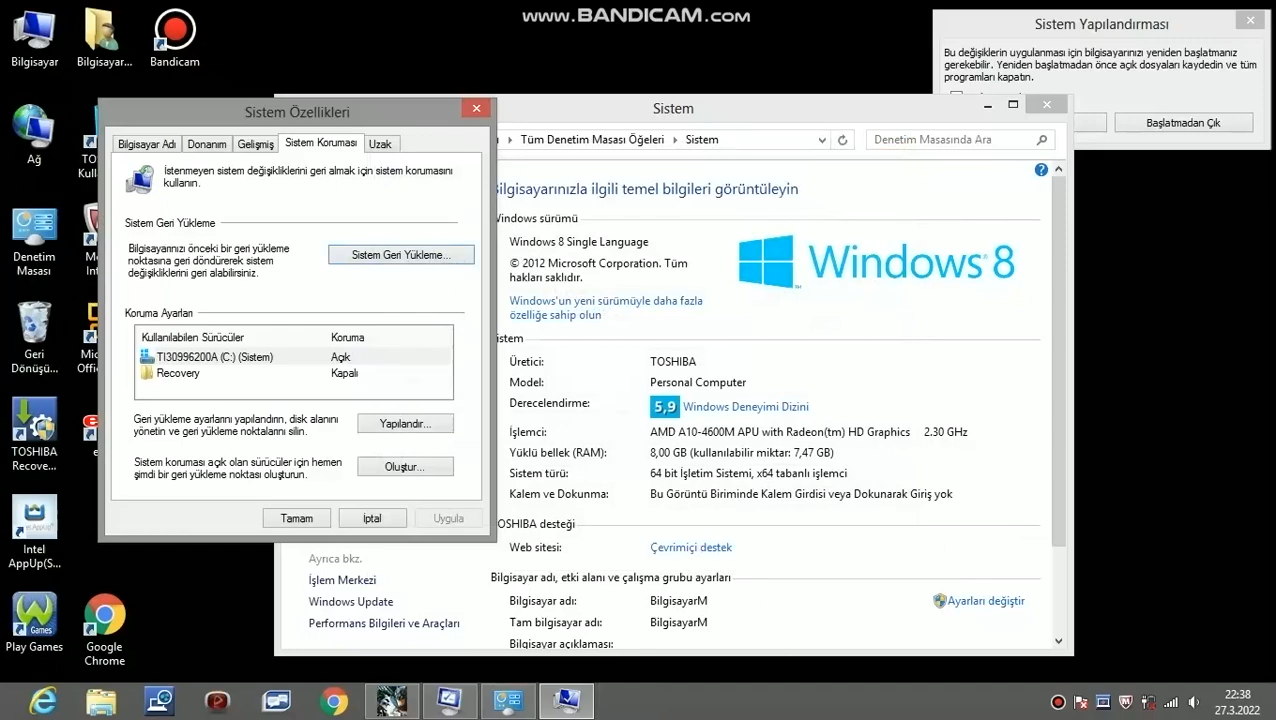 www.BANDICAM.com
Bilgisayar
Bilgisayar...
Bandicam
Ağ
Denetim
Masası
Geri
Dönüşü...
TOSHIBA
Recove...
Intel
AppUp(S...
Play Games
Google
Chrome
Sistem Yapılandırması
Bu değişiklerin uygulanması için bilgisayarınızı yeniden başlatmanız
gerekebilir. Yeniden başlatmadan önce açık dosyaları kaydedin ve tüm
programları kapatın.
Başlatmadan Çık
Sistem Özellikleri
Bilgisayar Adı
Donanım
Gelişmiş
Sistem Koruması
Uzak
İstenmeyen sistem değişikliklerini geri almak için sistem korumasını
kullanın.
Sistem Geri Yükleme
Bilgisayarınızı önceki bir geri yükleme
noktasına geri döndürerek sistem
değişikliklerini geri alabilirsiniz.
Sistem Geri Yükleme...
Koruma Ayarları
Kullanılabilen Sürücüler
Koruma
TI30996200A (C:) (Sistem)
Açık
Recovery
Kapalı
Geri yükleme ayarlarını yapılandırın, disk alanını
yönetin ve geri yükleme noktalarını silin.
Yapılandır...
Sistem koruması açık olan sürücüler için hemen
şimdi bir geri yükleme noktası oluşturun.
Oluştur...
Tamam
İptal
Uygula
Sistem
Tüm Denetim Masası Öğeleri
Sistem
Denetim Masasında Ara
Bilgisayarınızla ilgili temel bilgileri görüntüleyin
Windows sürümü
Windows 8 Single Language
© 2012 Microsoft Corporation. Tüm
hakları saklıdır.
Windows'un yeni sürümüyle daha fazla
özelliğe sahip olun
Windows 8
Sistem
Üretici: TOSHIBA
Model: Personal Computer
Derecelendirme: 5,9 Windows Deneyimi Dizini
İşlemci: AMD A10-4600M APU with Radeon(tm) HD Graphics 2.30 GHz
Yüklü bellek (RAM): 8,00 GB (kullanılabilir miktar: 7,47 GB)
Sistem türü: 64 bit İşletim Sistemi, x64 tabanlı işlemci
Kalem ve Dokunma: Bu Görüntü Biriminde Kalem Girdisi veya Dokunarak Giriş yok
TOSHIBA desteği
Web sitesi: Çevrimiçi destek
Bilgisayar adı, etki alanı ve çalışma grubu ayarları
Bilgisayar adı: BilgisayarM
Ayarları değiştir
Tam bilgisayar adı: BilgisayarM
Bilgisayar açıklaması:
Ayrıca bkz.
İşlem Merkezi
Windows Update
Performans Bilgileri ve Araçları
22:38
27.3.2022